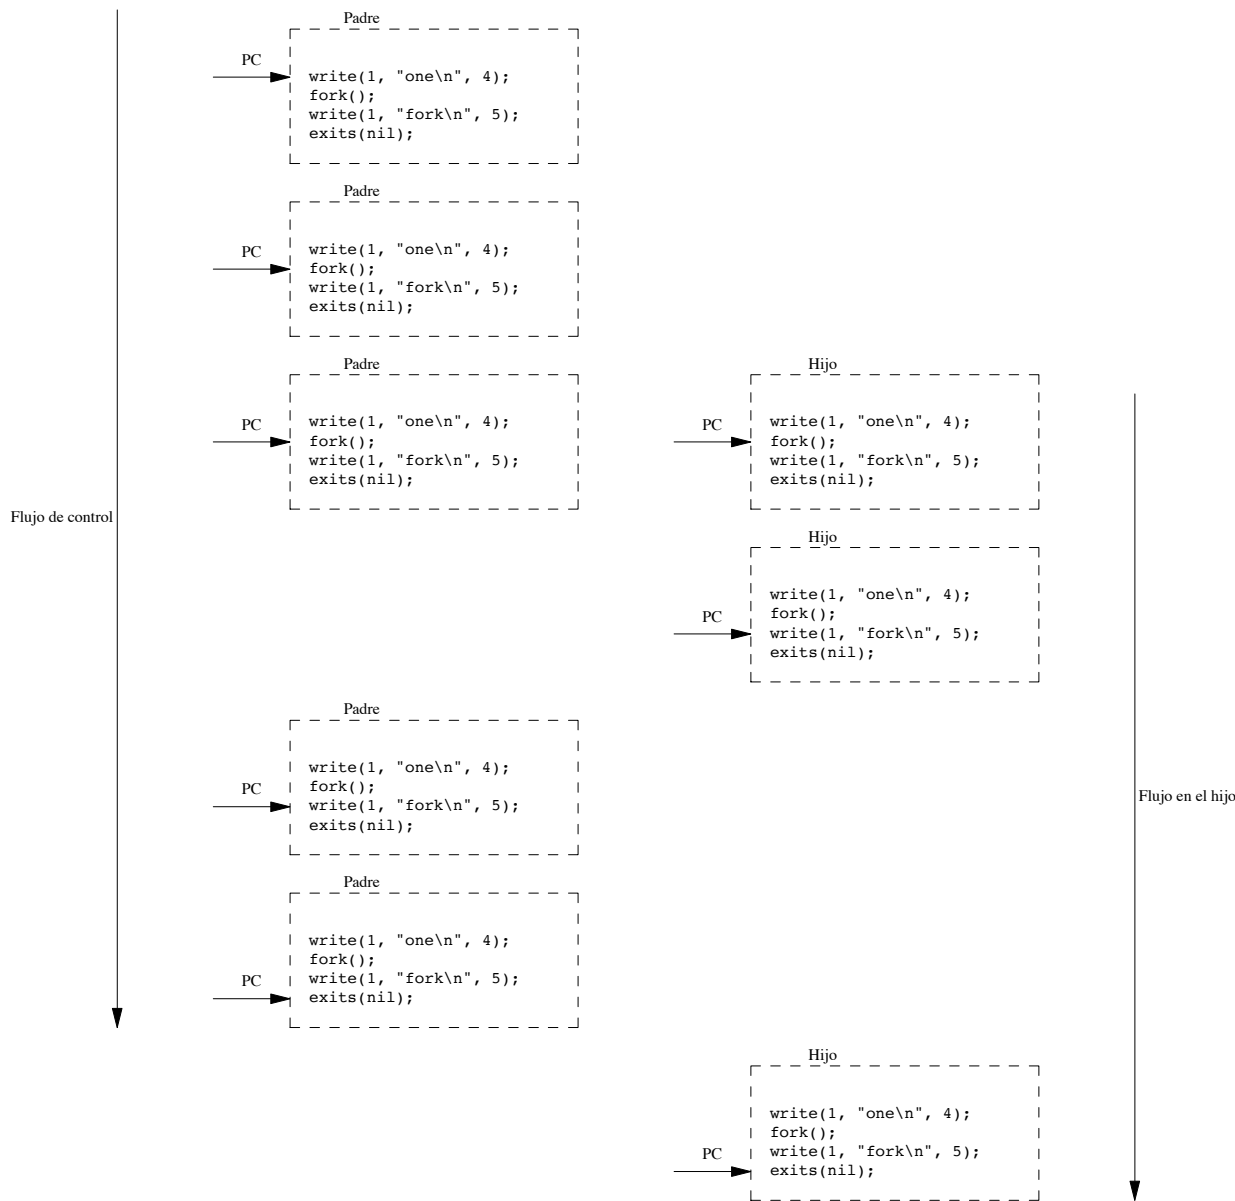 Padre
PC
write(1, "one\n", 4);
fork();
write(1, "fork\n", 5);
exits(nil);
Padre
PC
write(1, "one\n", 4);
fork();
write(1, "fork\n", 5);
exits(nil);
Padre
PC
write(1, "one\n", 4);
fork();
write(1, "fork\n", 5);
exits(nil);
Hijo
PC
write(1, "one\n", 4);
fork();
write(1, "fork\n", 5);
exits(nil);
Flujo de control
Hijo
PC
write(1, "one\n", 4);
fork();
write(1, "fork\n", 5);
exits(nil);
Padre
PC
write(1, "one\n", 4);
fork();
write(1, "fork\n", 5);
exits(nil);
Flujo en el hijo
Padre
PC
write(1, "one\n", 4);
fork();
write(1, "fork\n", 5);
exits(nil);
Hijo
PC
write(1, "one\n", 4);
fork();
write(1, "fork\n", 5);
exits(nil);